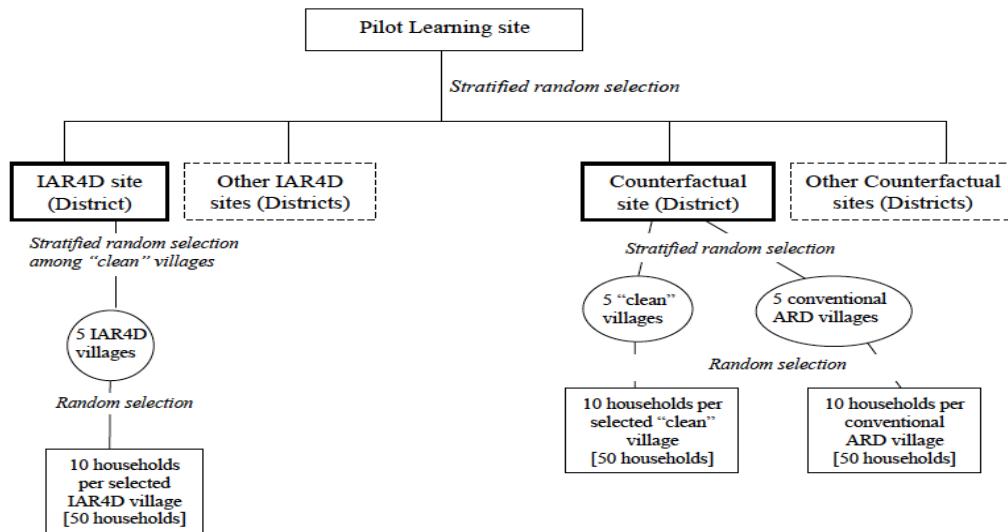 Pilot Learning site
Stratified random selection
IAR4D site
(District)
Other IAR4D
sites (Districts)
Counterfactual
site (District)
Other Counterfactual
sites (Districts)
Stratified random selection
among “clean” villages
Stratified random selection
5 IAR4D
villages
5 “clean”
villages
5 conventional
ARD villages
Random selection
Random selection
10 households
per selected
IAR4D village
[50 households]
10 households per
selected “clean”
village
[50 households]
10 households per
conventional
ARD village
[50 households]